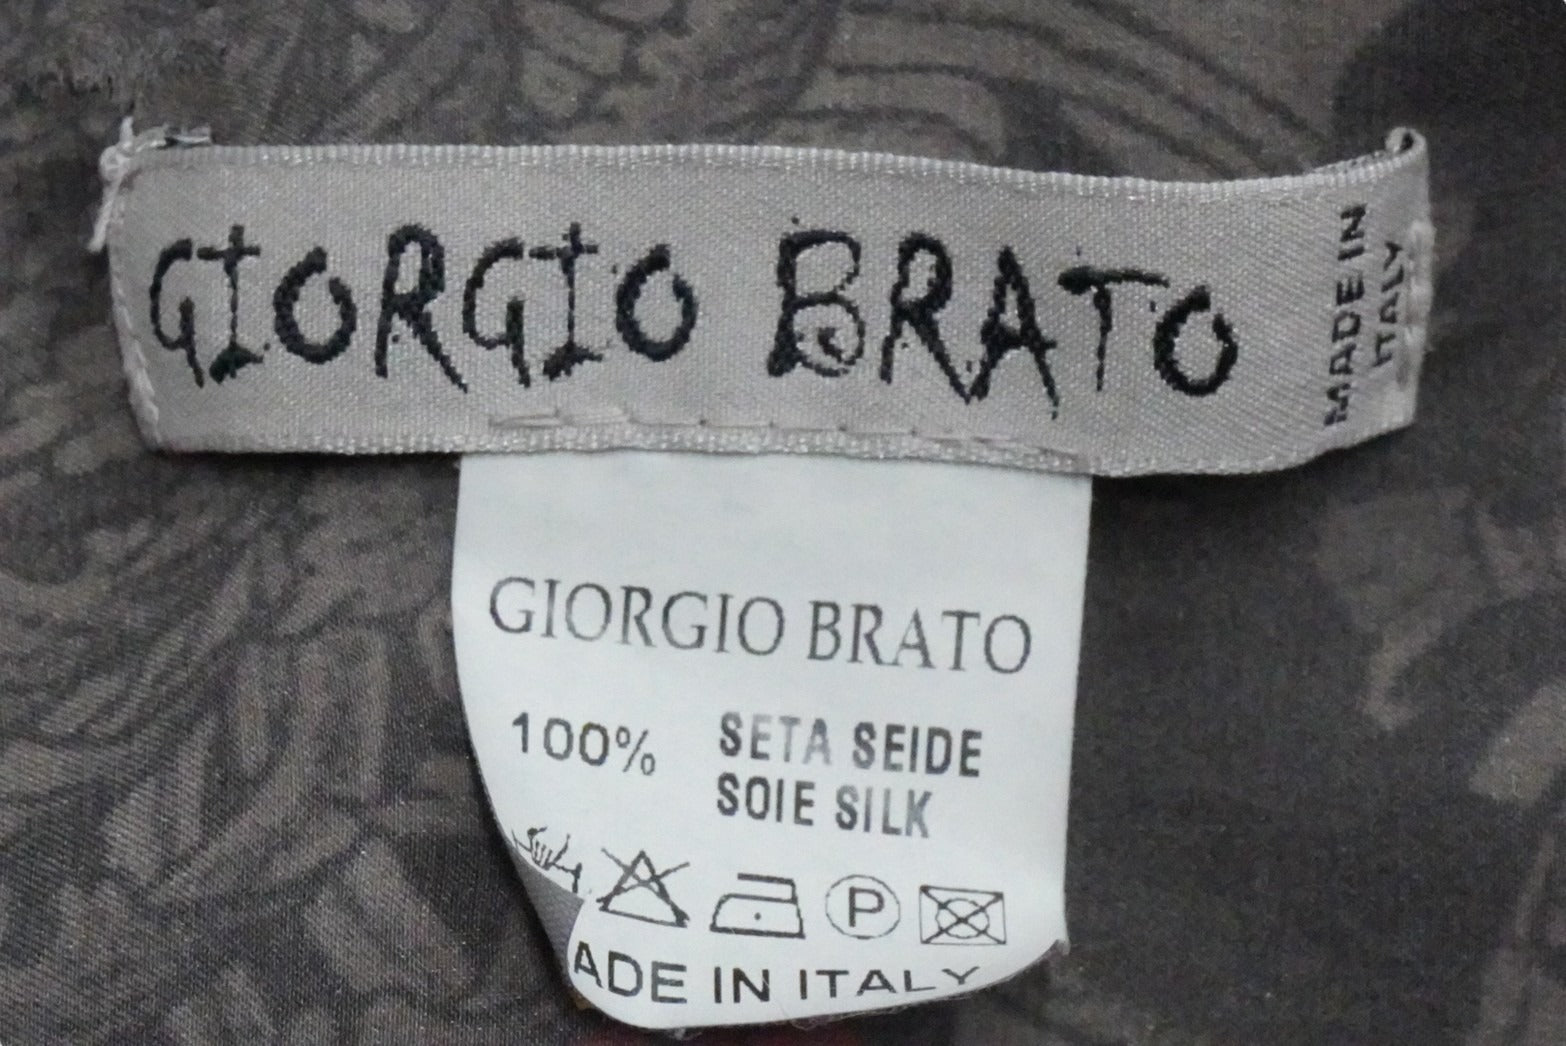 GIORGIO BRATO
MADE IN
ITALY
GIORGIO BRATO
100% SETA SEIDE
SOIE SILK
P
ADE IN ITALY